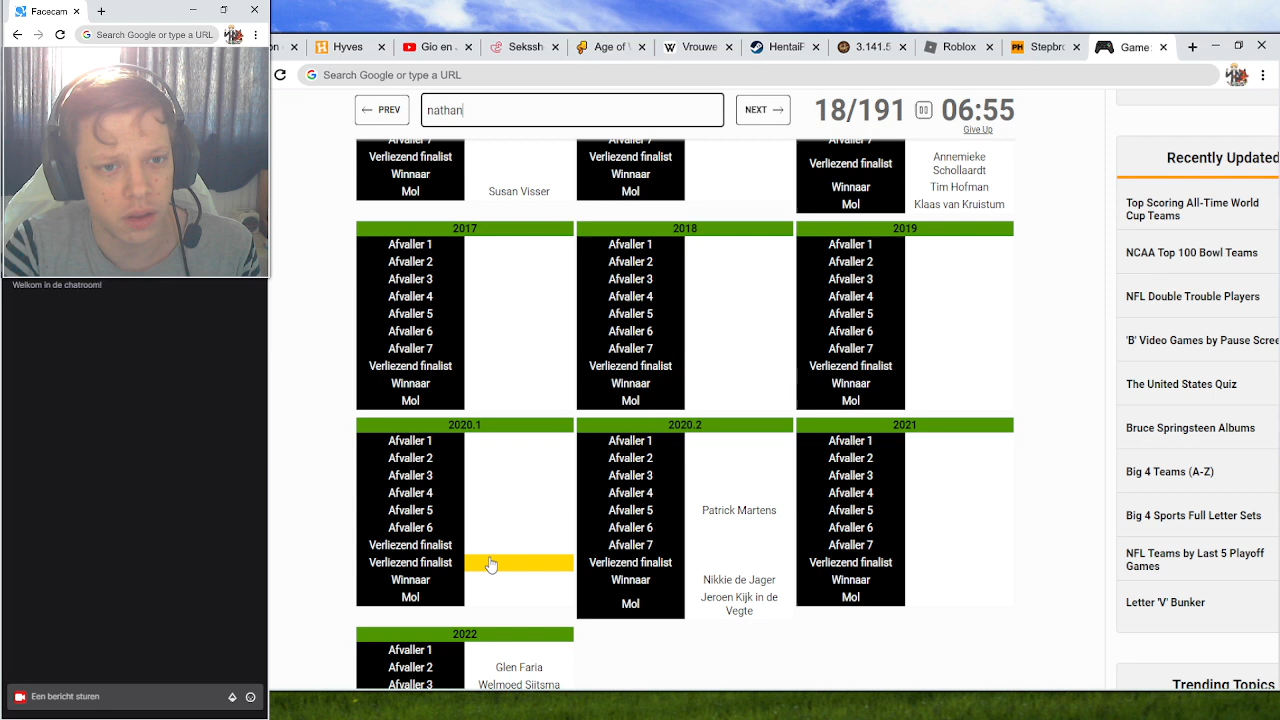 Facecam
Search Google or type a URL
Welkom in de chatroom!
Een bericht sturen
Hyves
Gio en
Sekssh
Age of
Vrouwe
HentaiF
3.141.5
Roblox
Stepbr
Game
Search Google or type a URL
PREV
nathan
NEXT
18/191
06:55
Give Up
Verliezend finalist
Winnaar
Mol
Susan Visser
Verliezend finalist
Winnaar
Mol
Verliezend finalist
Annemieke Schollaardt
Winnaar
Tim Hofman
Mol
Klaas van Kruistum
2017
Afvaller 1
Afvaller 2
Afvaller 3
Afvaller 4
Afvaller 5
Afvaller 6
Afvaller 7
Verliezend finalist
Winnaar
Mol
2018
Afvaller 1
Afvaller 2
Afvaller 3
Afvaller 4
Afvaller 5
Afvaller 6
Afvaller 7
Verliezend finalist
Winnaar
Mol
2019
Afvaller 1
Afvaller 2
Afvaller 3
Afvaller 4
Afvaller 5
Afvaller 6
Afvaller 7
Verliezend finalist
Winnaar
Mol
2020.1
Afvaller 1
Afvaller 2
Afvaller 3
Afvaller 4
Afvaller 5
Afvaller 6
Verliezend finalist
Verliezend finalist
Winnaar
Mol
2020.2
Afvaller 1
Afvaller 2
Afvaller 3
Afvaller 4
Afvaller 5
Patrick Martens
Afvaller 6
Afvaller 7
Verliezend finalist
Winnaar
Nikkie de Jager
Mol
Jeroen Kijk in de Vegte
2021
Afvaller 1
Afvaller 2
Afvaller 3
Afvaller 4
Afvaller 5
Afvaller 6
Afvaller 7
Verliezend finalist
Winnaar
Mol
2022
Afvaller 1
Afvaller 2
Glen Faria
Afvaller 3
Welmoed Sijtsma
Recently Updated
Top Scoring All-Time World
Cup Teams
NCAA Top 100 Bowl Teams
NFL Double Trouble Players
'B' Video Games by Pause Scree
The United States Quiz
Bruce Springsteen Albums
Big 4 Teams (A-Z)
Big 4 Sports Full Letter Sets
NFL Teams by Last 5 Playoff
Games
Letter 'V' Bunker
Trending Topics